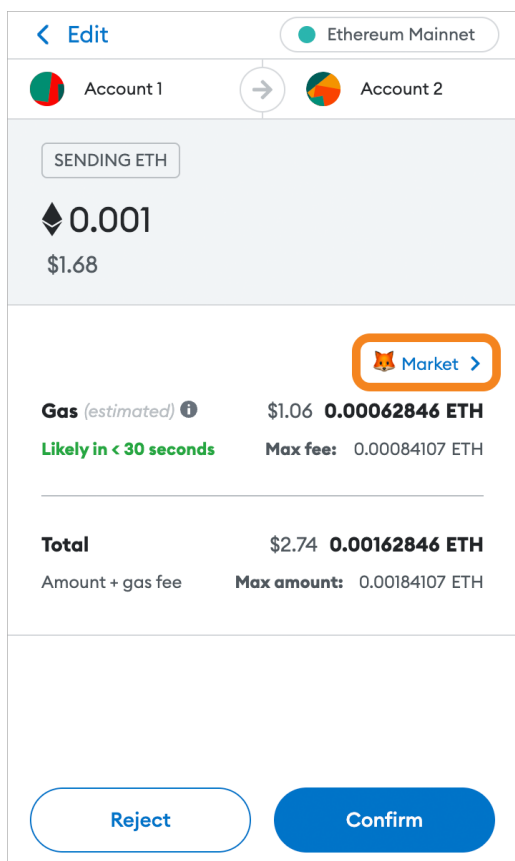 Edit
Ethereum Mainnet
Account 1
Account 2
SENDING ETH
0.001
$1.68
Market
Gas (estimated) $1.06 0.00062846 ETH
Likely in < 30 seconds Max fee: 0.00084107 ETH
Total $2.74 0.00162846 ETH
Amount + gas fee Max amount: 0.00184107 ETH
Reject
Confirm